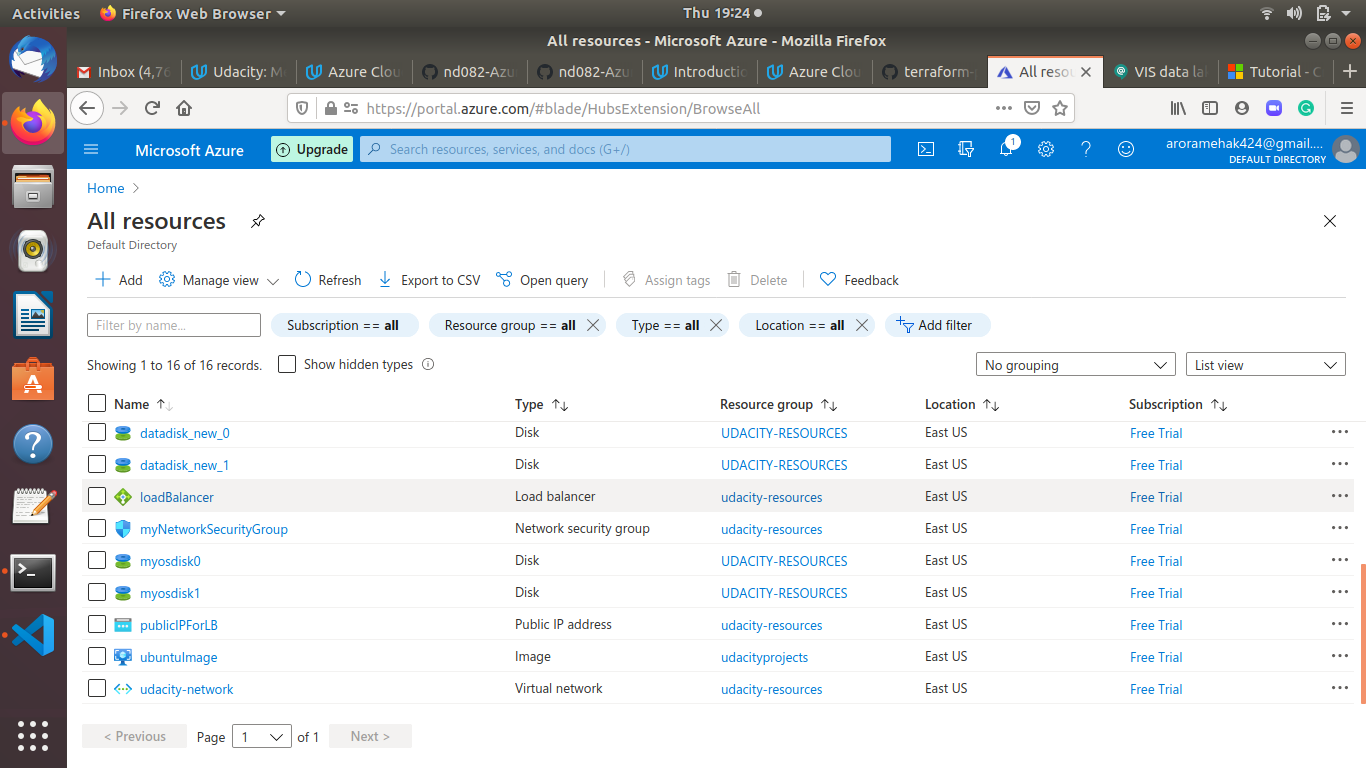 Activities Firefox Web Browser Thu 19:24
All resources - Microsoft Azure - Mozilla Firefox
Inbox (4,76 Udacity: Me Azure Clou nd082-Azu nd082-Azu Introductio Azure Clou terraform- All resou VIS data la Tutorial - C
https://portal.azure.com/#blade/HubsExtension/BrowseAll
Microsoft Azure Upgrade Search resources, services, and docs (G+/) 1 aroramehak424@gmail....
DEFAULT DIRECTORY
Home
All resources
Default Directory
Add Manage view Refresh Export to CSV Open query Assign tags Delete Feedback
Filter by name... Subscription == all Resource group == all Type == all Location == all Add filter
Showing 1 to 16 of 16 records. Show hidden types No grouping List view
Name Type Resource group Location Subscription
datadisk_new_0 Disk UDACITY-RESOURCES East US Free Trial
datadisk_new_1 Disk UDACITY-RESOURCES East US Free Trial
loadBalancer Load balancer udacity-resources East US Free Trial
myNetworkSecurityGroup Network security group udacity-resources East US Free Trial
myosdisk0 Disk UDACITY-RESOURCES East US Free Trial
myosdisk1 Disk UDACITY-RESOURCES East US Free Trial
publicIPForLB Public IP address udacity-resources East US Free Trial
ubuntuImage Image udacityprojects East US Free Trial
udacity-network Virtual network udacity-resources East US Free Trial
< Previous Page 1 of 1 Next >